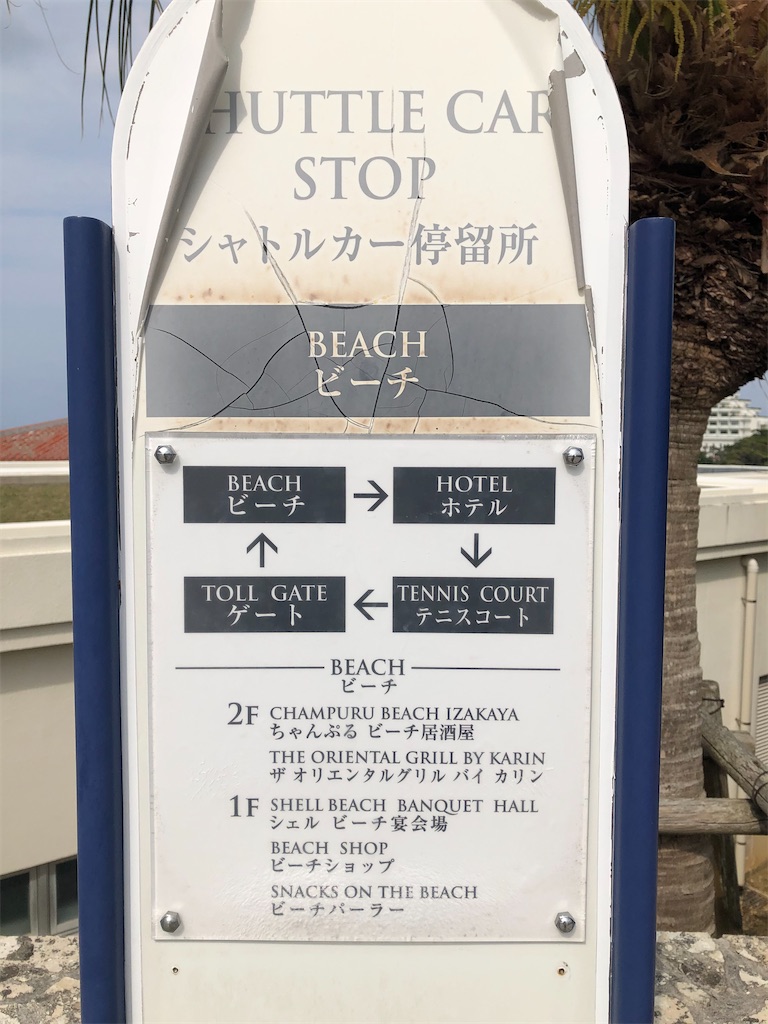 SHUTTLE CAR
STOP
シャトルカー停留所
BEACH
ビーチ
BEACH → HOTEL
ビーチ ホテル
↑ ↓
TOLL GATE ← TENNIS COURT
ゲート テニスコート
BEACH
ビーチ
2F CHAMPURU BEACH IZAKAYA
ちゃんぷる ビーチ居酒屋
THE ORIENTAL GRILL BY KARIN
ザ オリエンタルグリル バイ カリン
1F SHELL BEACH BANQUET HALL
シェル ビーチ宴会場
BEACH SHOP
ビーチショップ
SNACKS ON THE BEACH
ビーチパーラー